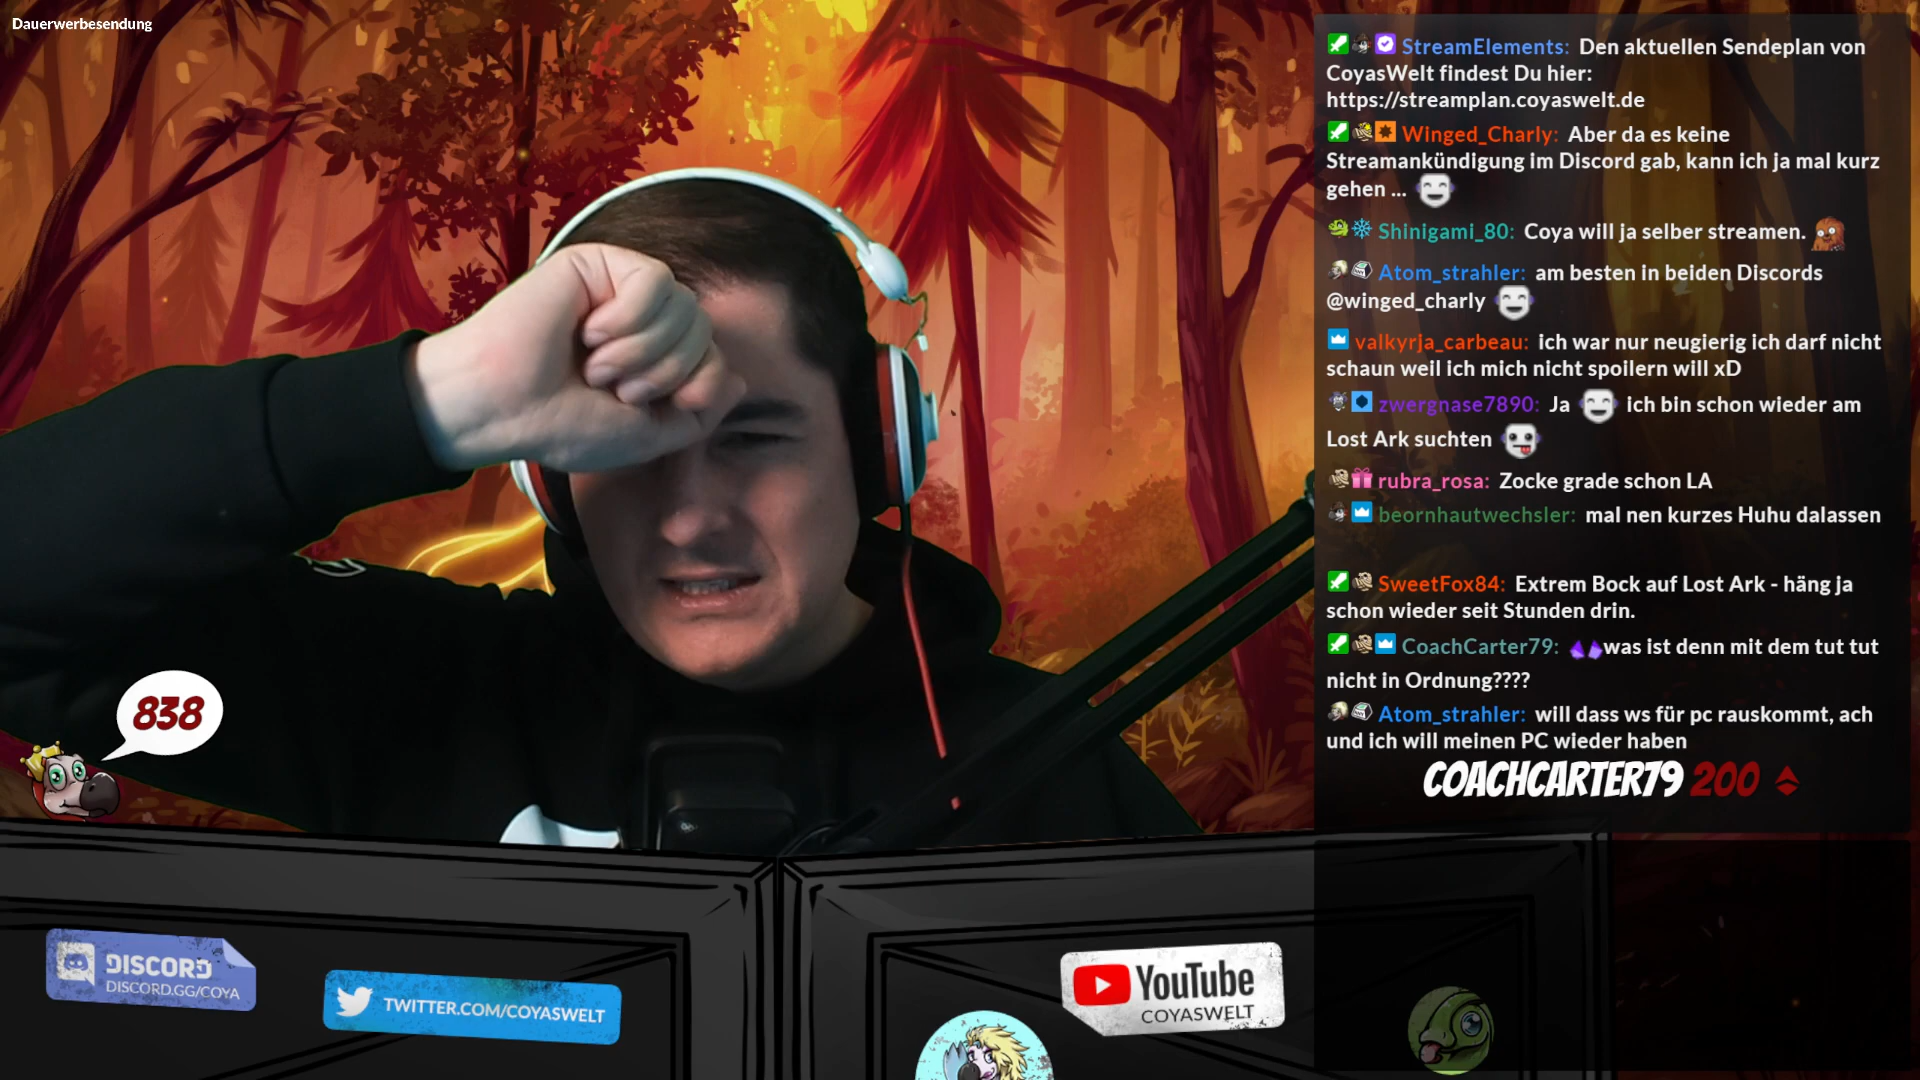 Dauerwerbesendung
StreamElements: Den aktuellen Sendeplan von
CoyasWelt findest Du hier:
https://streamplan.coyaswelt.de
Winged_Charly: Aber da es keine
Streamankündigung im Discord gab, kann ich ja mal kurz
gehen ...
Shinigami_80: Coya will ja selber streamen.
Atom_strahler: am besten in beiden Discords
@winged_charly
valkyrja_carbeau: ich war nur neugierig ich darf nicht
schaun weil ich mich nicht spoilern will xD
zwergnase7890: Ja ich bin schon wieder am
Lost Ark suchten
rubra_rosa: Zocke grade schon LA
beornhautwechsler: mal nen kurzes Huhu dalassen
SweetFox84: Extrem Bock auf Lost Ark - häng ja
schon wieder seit Stunden drin.
CoachCarter79: was ist denn mit dem tut tut
nicht in Ordnung????
Atom_strahler: will dass ws für pc rauskommt, ach
und ich will meinen PC wieder haben
COACHCARTER79 200
838
DISCORD
DISCORD.GG/COYA
TWITTER.COM/COYASWELT
YouTube
COYASWELT